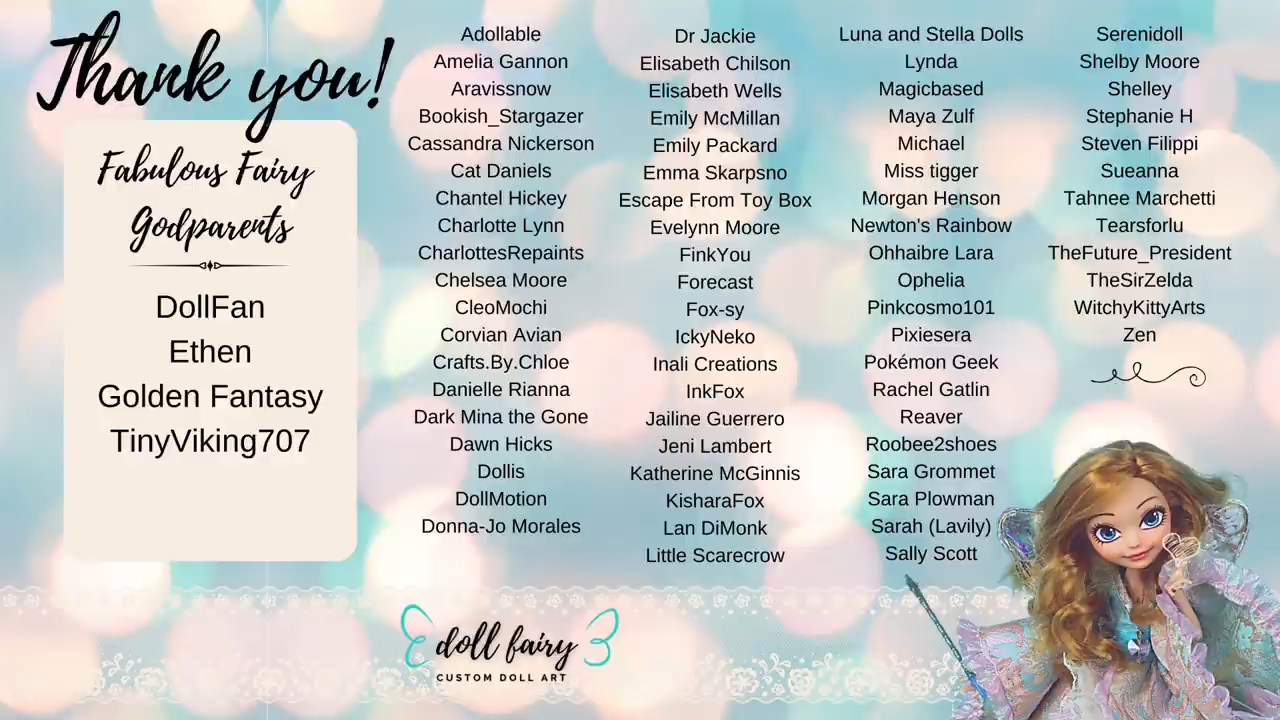 Thank you!
Fabulous Fairy
Godparents
DollFan
Ethen
Golden Fantasy
TinyViking707
Adollable
Amelia Gannon
Aravissnow
Bookish_Stargazer
Cassandra Nickerson
Cat Daniels
Chantel Hickey
Charlotte Lynn
CharlottesRepaints
Chelsea Moore
CleoMochi
Corvian Avian
Crafts.By.Chloe
Danielle Rianna
Dark Mina the Gone
Dawn Hicks
Dollis
DollMotion
Donna-Jo Morales
Dr Jackie
Elisabeth Chilson
Elisabeth Wells
Emily McMillan
Emily Packard
Emma Skarpsno
Escape From Toy Box
Evelynn Moore
FinkYou
Forecast
Fox-sy
IckyNeko
Inali Creations
InkFox
Jailine Guerrero
Jeni Lambert
Katherine McGinnis
KisharaFox
Lan DiMonk
Little Scarecrow
Luna and Stella Dolls
Lynda
Magicbased
Maya Zulf
Michael
Miss tigger
Morgan Henson
Newton's Rainbow
Ohhaibre Lara
Ophelia
Pinkcosmo101
Pixiesera
Pokémon Geek
Rachel Gatlin
Reaver
Roobee2shoes
Sara Grommet
Sara Plowman
Sarah (Lavily)
Sally Scott
Serenidoll
Shelby Moore
Shelley
Stephanie H
Steven Filippi
Sueanna
Tahnee Marchetti
Tearsforlu
TheFuture_President
TheSirZelda
WitchyKittyArts
Zen
doll fairy
CUSTOM DOLL ART